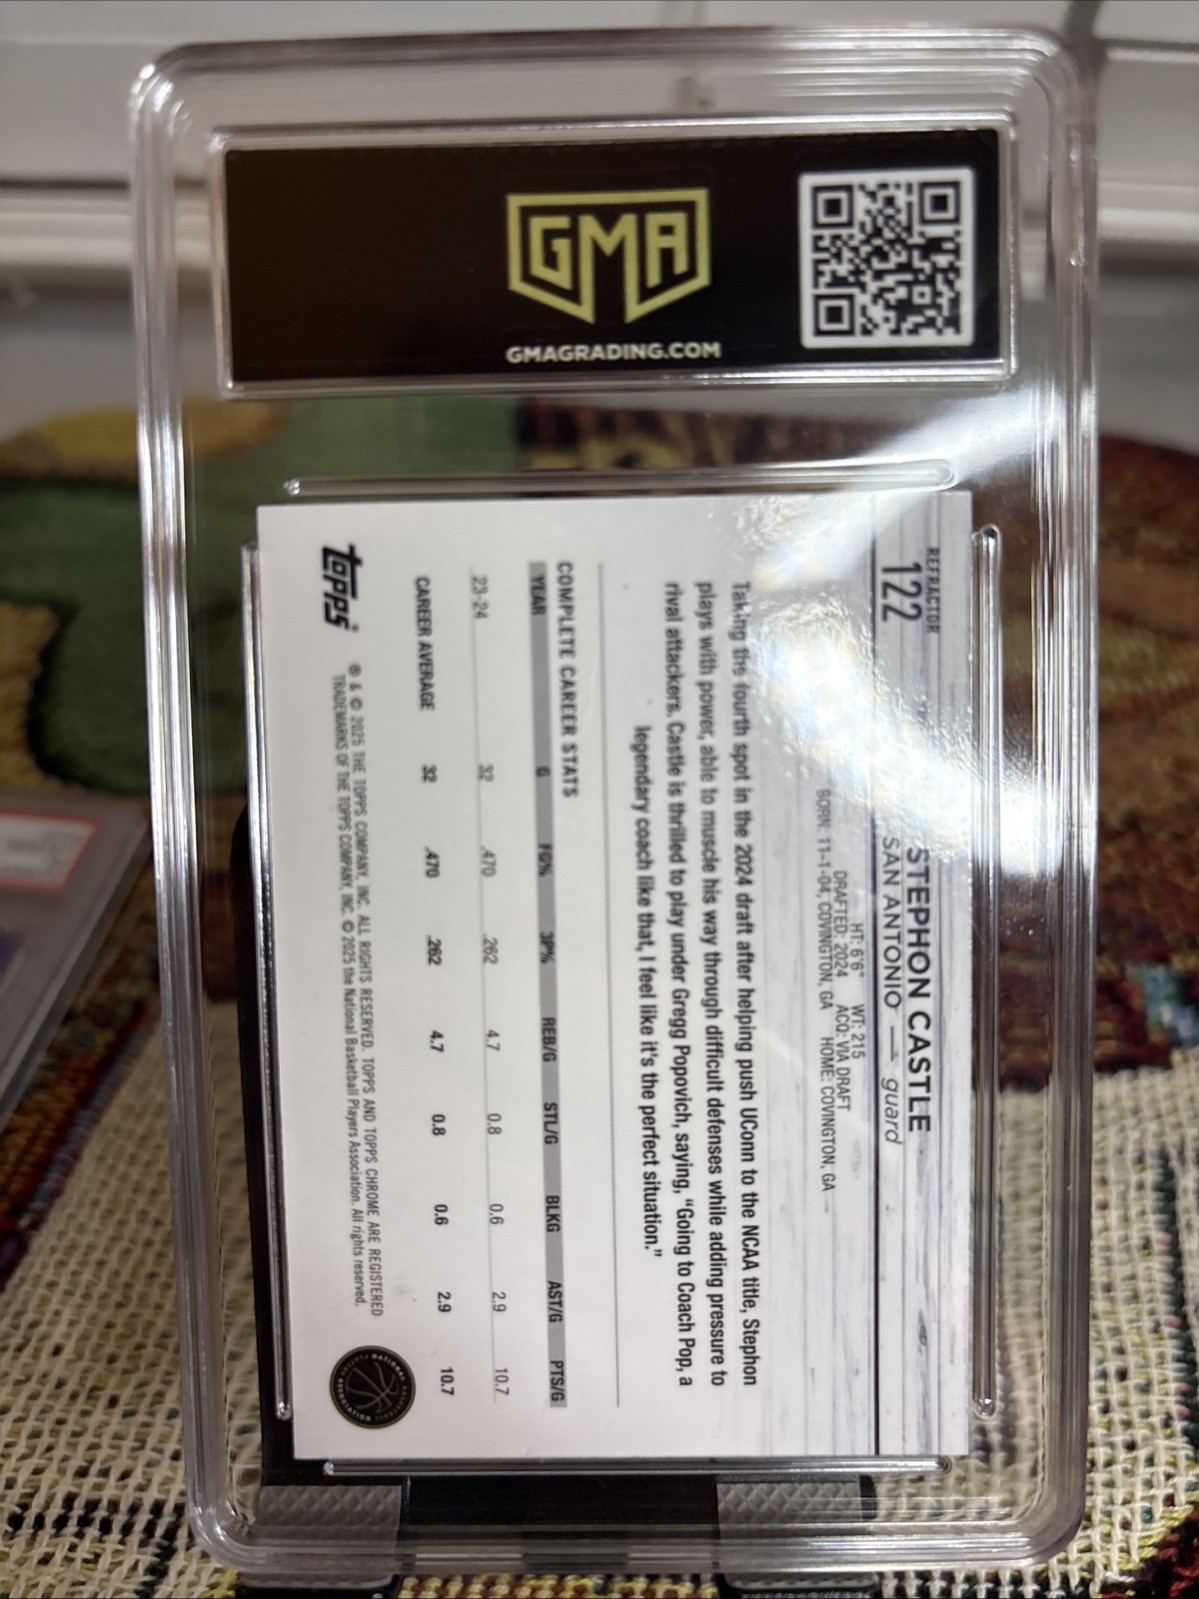 GMA
GMAGRADING.COM
REFRACTOR
122
STEPHON CASTLE
SAN ANTONIO — guard
HT: 6'6" WT: 215
DRAFTED: 2024 ACQ: VIA DRAFT
BORN: 11-1-04, COVINGTON, GA HOME: COVINGTON, GA
Taking the fourth spot in the 2024 draft after helping push UConn to the NCAA title, Stephon
plays with power, able to muscle his way through difficult defenses while adding pressure to
rival attackers. Castle is thrilled to play under Gregg Popovich, saying, "Going to Coach Pop, a
legendary coach like that, I feel like it's the perfect situation."
COMPLETE CAREER STATS
YEAR G FG% 3P% REB/G STL/G BLKG AST/G PTS/G
23-24 32 .470 .262 4.7 0.8 0.6 2.9 10.7
CAREER AVERAGE 32 .470 .262 4.7 0.8 0.6 2.9 10.7
topps®
® & © 2025 THE TOPPS COMPANY, INC. ALL RIGHTS RESERVED. TOPPS AND TOPPS CHROME ARE REGISTERED
TRADEMARKS OF THE TOPPS COMPANY, INC. © 2025 the National Basketball Players Association. All rights reserved.